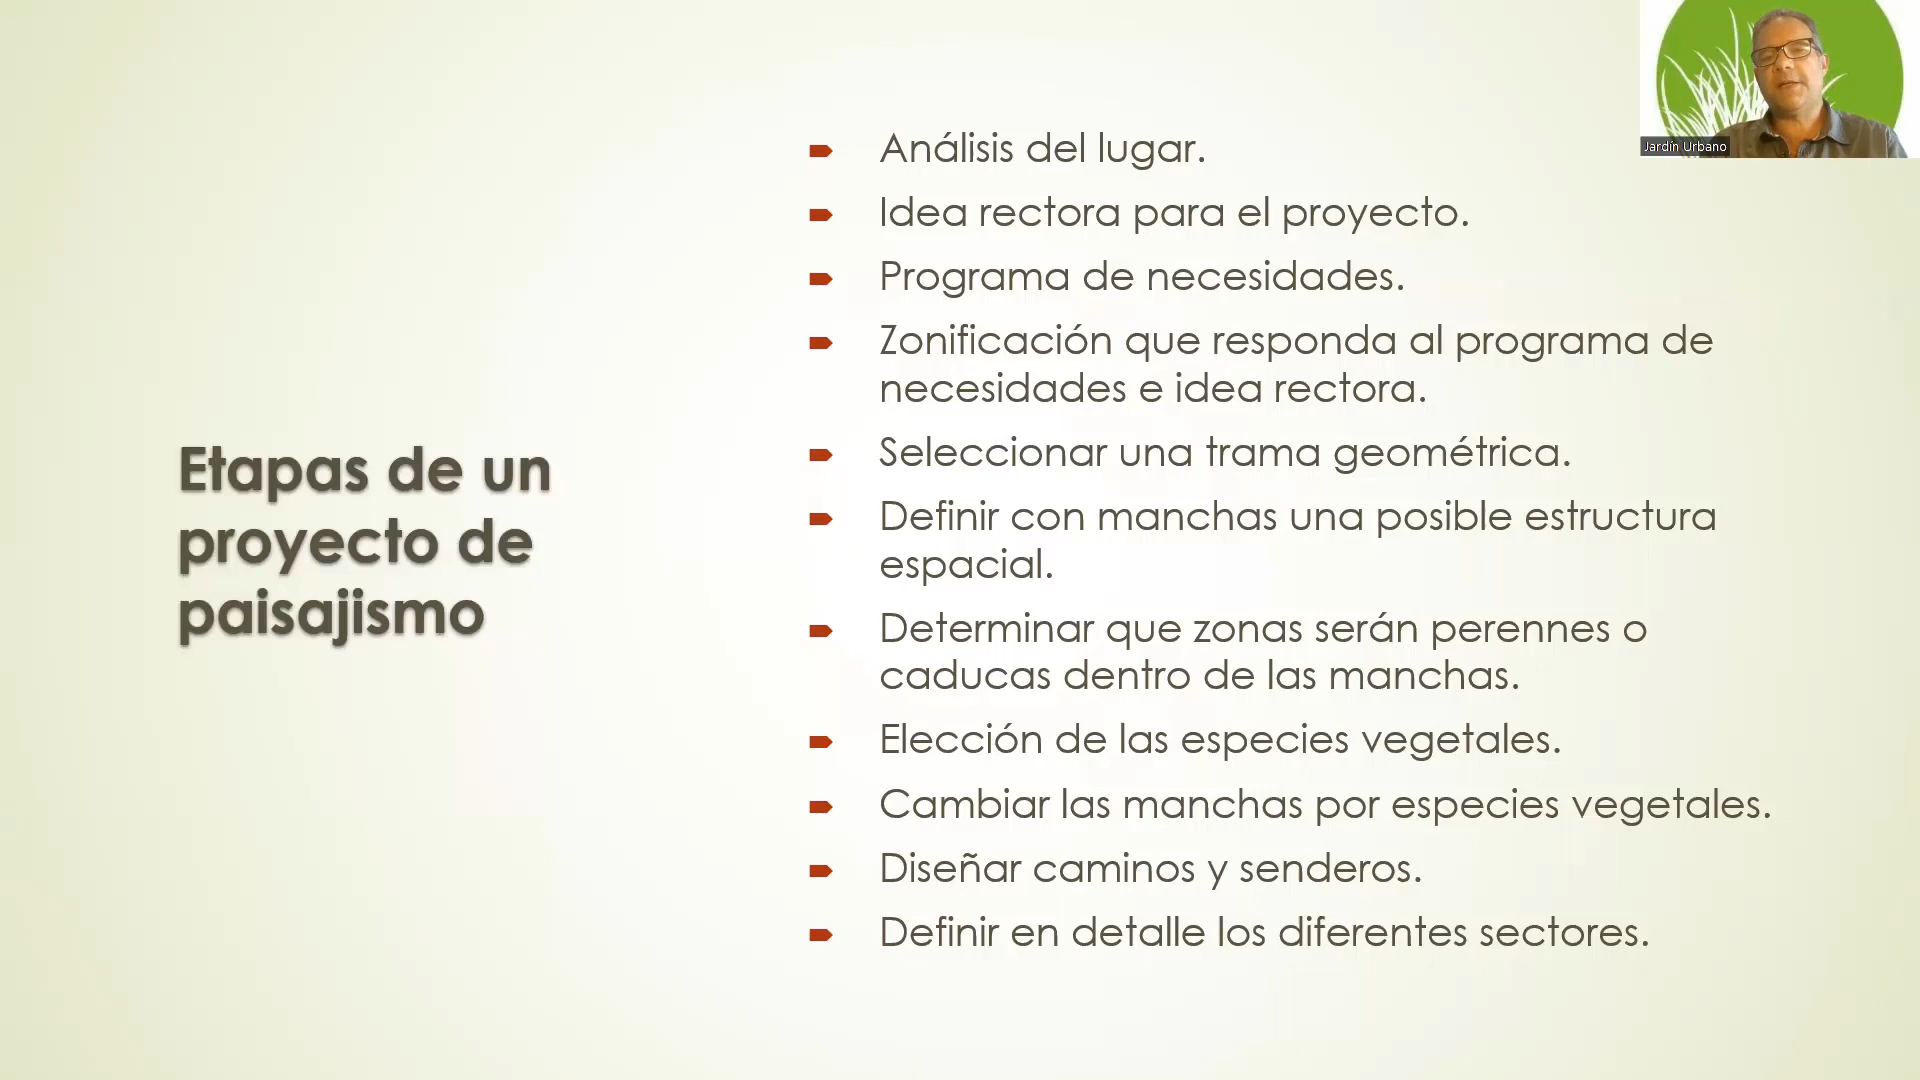 Jardín Urbano
Etapas de un
proyecto de
paisajismo
Análisis del lugar.
Idea rectora para el proyecto.
Programa de necesidades.
Zonificación que responda al programa de
necesidades e idea rectora.
Seleccionar una trama geométrica.
Definir con manchas una posible estructura
espacial.
Determinar que zonas serán perennes o
caducas dentro de las manchas.
Elección de las especies vegetales.
Cambiar las manchas por especies vegetales.
Diseñar caminos y senderos.
Definir en detalle los diferentes sectores.